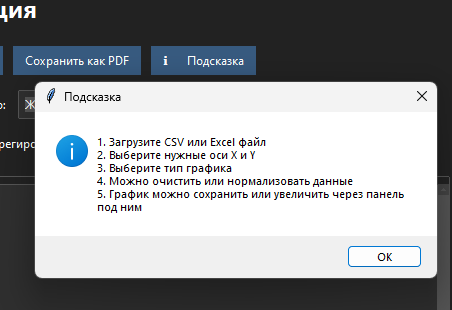 ция
Сохранить как PDF
i Подсказка
о:
Ж
регирс
Подсказка
1. Загрузите CSV или Excel файл
2. Выберите нужные оси X и Y
3. Выберите тип графика
4. Можно очистить или нормализовать данные
5. График можно сохранить или увеличить через панель
под ним
OK